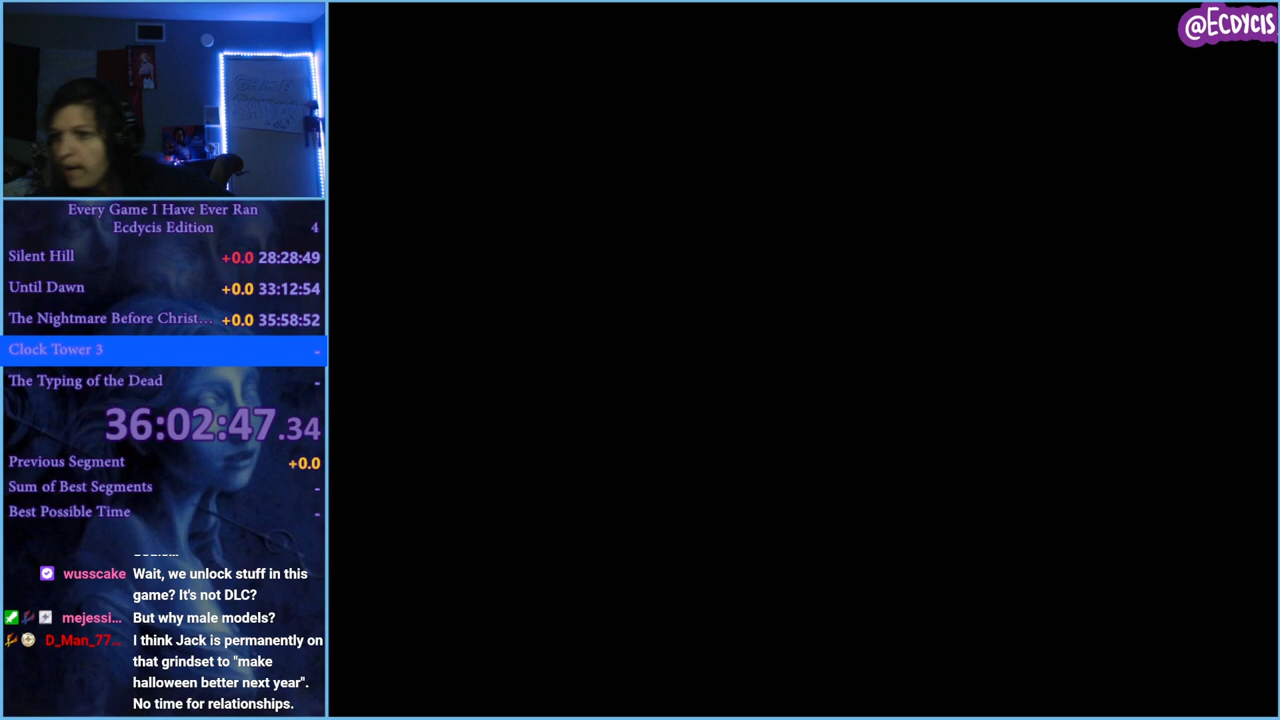 @ECDYCIS
GAME
Every Game I Have Ever Ran
Ecdycis Edition 4
Silent Hill +0.0 28:28:49
Until Dawn +0.0 33:12:54
The Nightmare Before Christ... +0.0 35:58:52
Clock Tower 3 -
The Typing of the Dead -
36:02:47.34
Previous Segment +0.0
Sum of Best Segments -
Best Possible Time -
wusscake Wait, we unlock stuff in this
game? It's not DLC?
mejessi... But why male models?
D_Man_77... I think Jack is permanently on
that grindset to "make
halloween better next year".
No time for relationships.